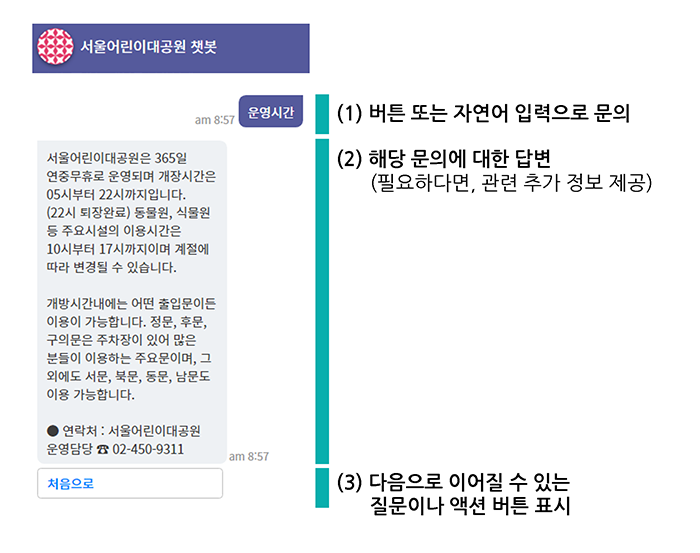 서울어린이대공원 챗봇
am 8:57 운영시간
(1) 버튼 또는 자연어 입력으로 문의
서울어린이대공원은 365일
연중무휴로 운영되며 개장시간은
05시부터 22시까지입니다.
(22시 퇴장완료) 동물원, 식물원
등 주요시설의 이용시간은
10시부터 17시까지이며 계절에
따라 변경될 수 있습니다.
개방시간내에는 어떤 출입문이든
이용이 가능합니다. 정문, 후문,
구의문은 주차장이 있어 많은
분들이 이용하는 주요문이며, 그
외에도 서문, 북문, 동문, 남문도
이용 가능합니다.
● 연락처 : 서울어린이대공원
운영담당 ☎ 02-450-9311
am 8:57
(2) 해당 문의에 대한 답변
(필요하다면, 관련 추가 정보 제공)
처음으로
(3) 다음으로 이어질 수 있는
질문이나 액션 버튼 표시